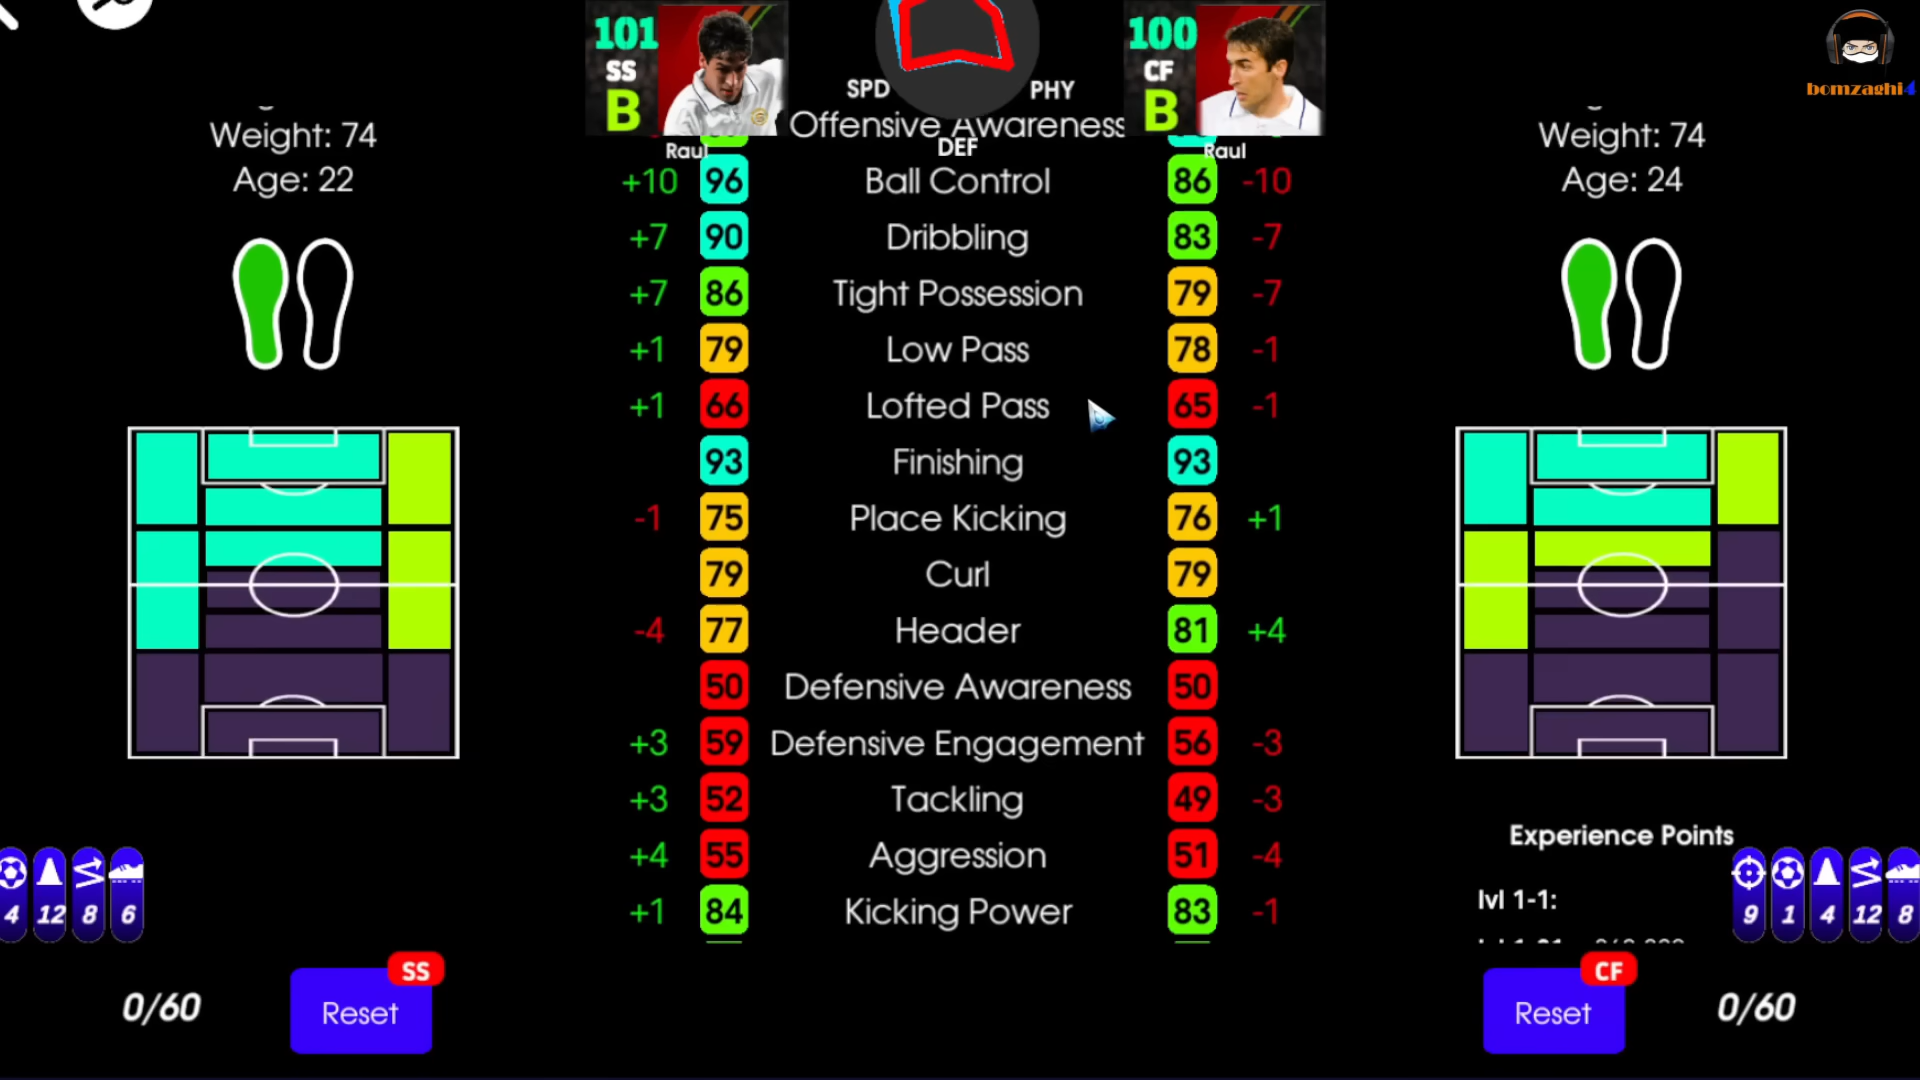 101
SS
B
Raul
SPD
PHY
DEF
100
CF
B
Raul
bomzaghi4
Weight: 74
Age: 22
Weight: 74
Age: 24
Offensive Awareness
+10 96 Ball Control 86 -10
+7 90 Dribbling 83 -7
+7 86 Tight Possession 79 -7
+1 79 Low Pass 78 -1
+1 66 Lofted Pass 65 -1
93 Finishing 93
-1 75 Place Kicking 76 +1
79 Curl 79
-4 77 Header 81 +4
50 Defensive Awareness 50
+3 59 Defensive Engagement 56 -3
+3 52 Tackling 49 -3
+4 55 Aggression 51 -4
+1 84 Kicking Power 83 -1
4 12 8 6
0/60
Reset
SS
Experience Points
lvl 1-1:
9 1 4 12 8
Reset
CF
0/60